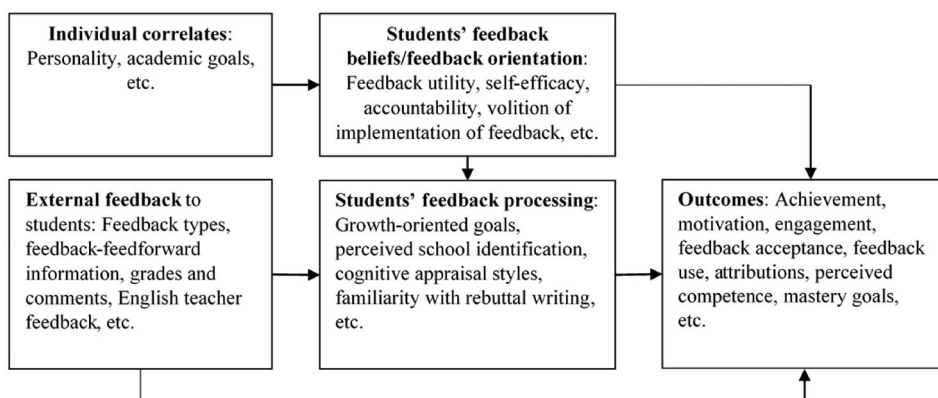 Individual correlates:
Personality, academic goals,
etc.
Students' feedback
beliefs/feedback orientation:
Feedback utility, self-efficacy,
accountability, volition of
implementation of feedback, etc.
External feedback to
students: Feedback types,
feedback-feedforward
information, grades and
comments, English teacher
feedback, etc.
Students' feedback processing:
Growth-oriented goals,
perceived school identification,
cognitive appraisal styles,
familiarity with rebuttal writing,
etc.
Outcomes: Achievement,
motivation, engagement,
feedback acceptance, feedback
use, attributions, perceived
competence, mastery goals,
etc.